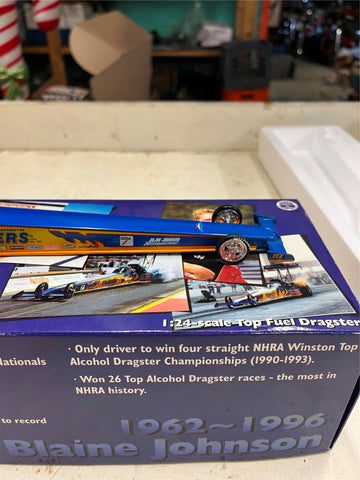 ERS
BLAINE JOHNSON
1:24-scale Top Fuel Dragster
· Only driver to win four straight NHRA Winston Top
Alcohol Dragster Championships (1990-1993).
ationals
· Won 26 Top Alcohol Dragster races - the most in
NHRA history.
to record
1962~1996
Blaine Johnson